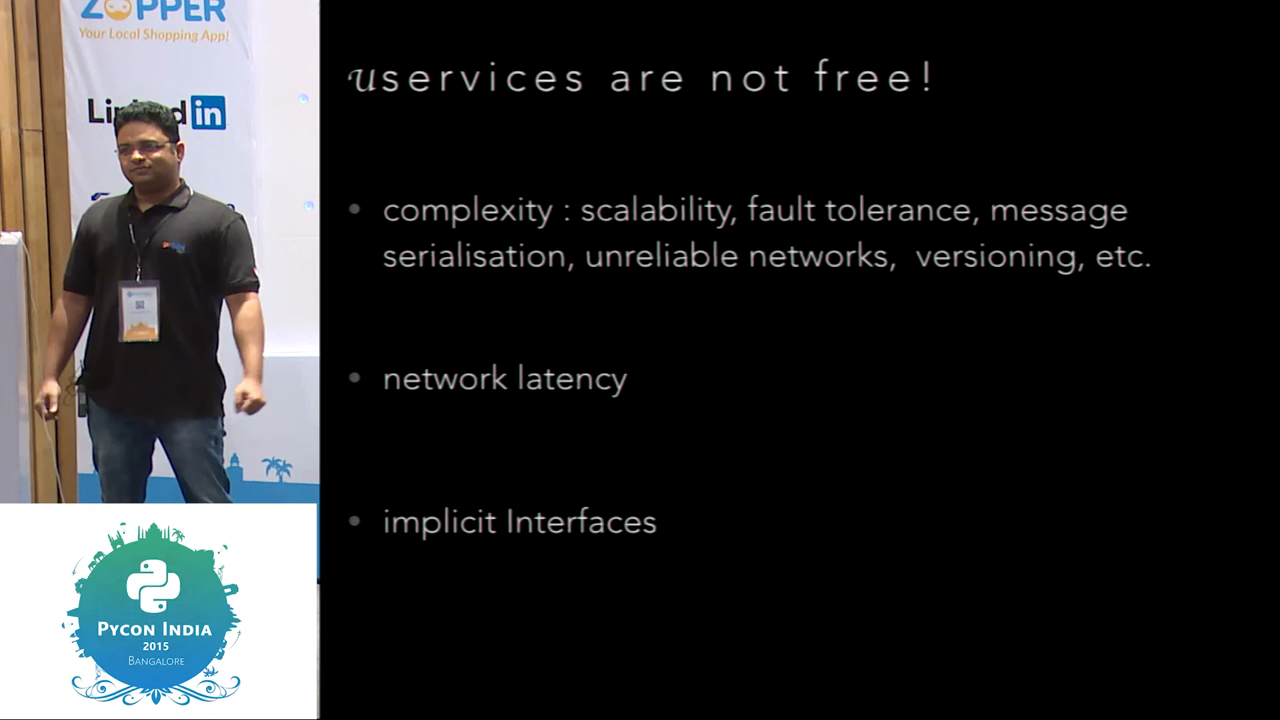 ZOPPER
Your Local Shopping App!
in
uservices are not free!
• complexity : scalability, fault tolerance, message
serialisation, unreliable networks,  versioning, etc.
• network latency
• implicit Interfaces
PYCON INDIA
2015
BANGALORE